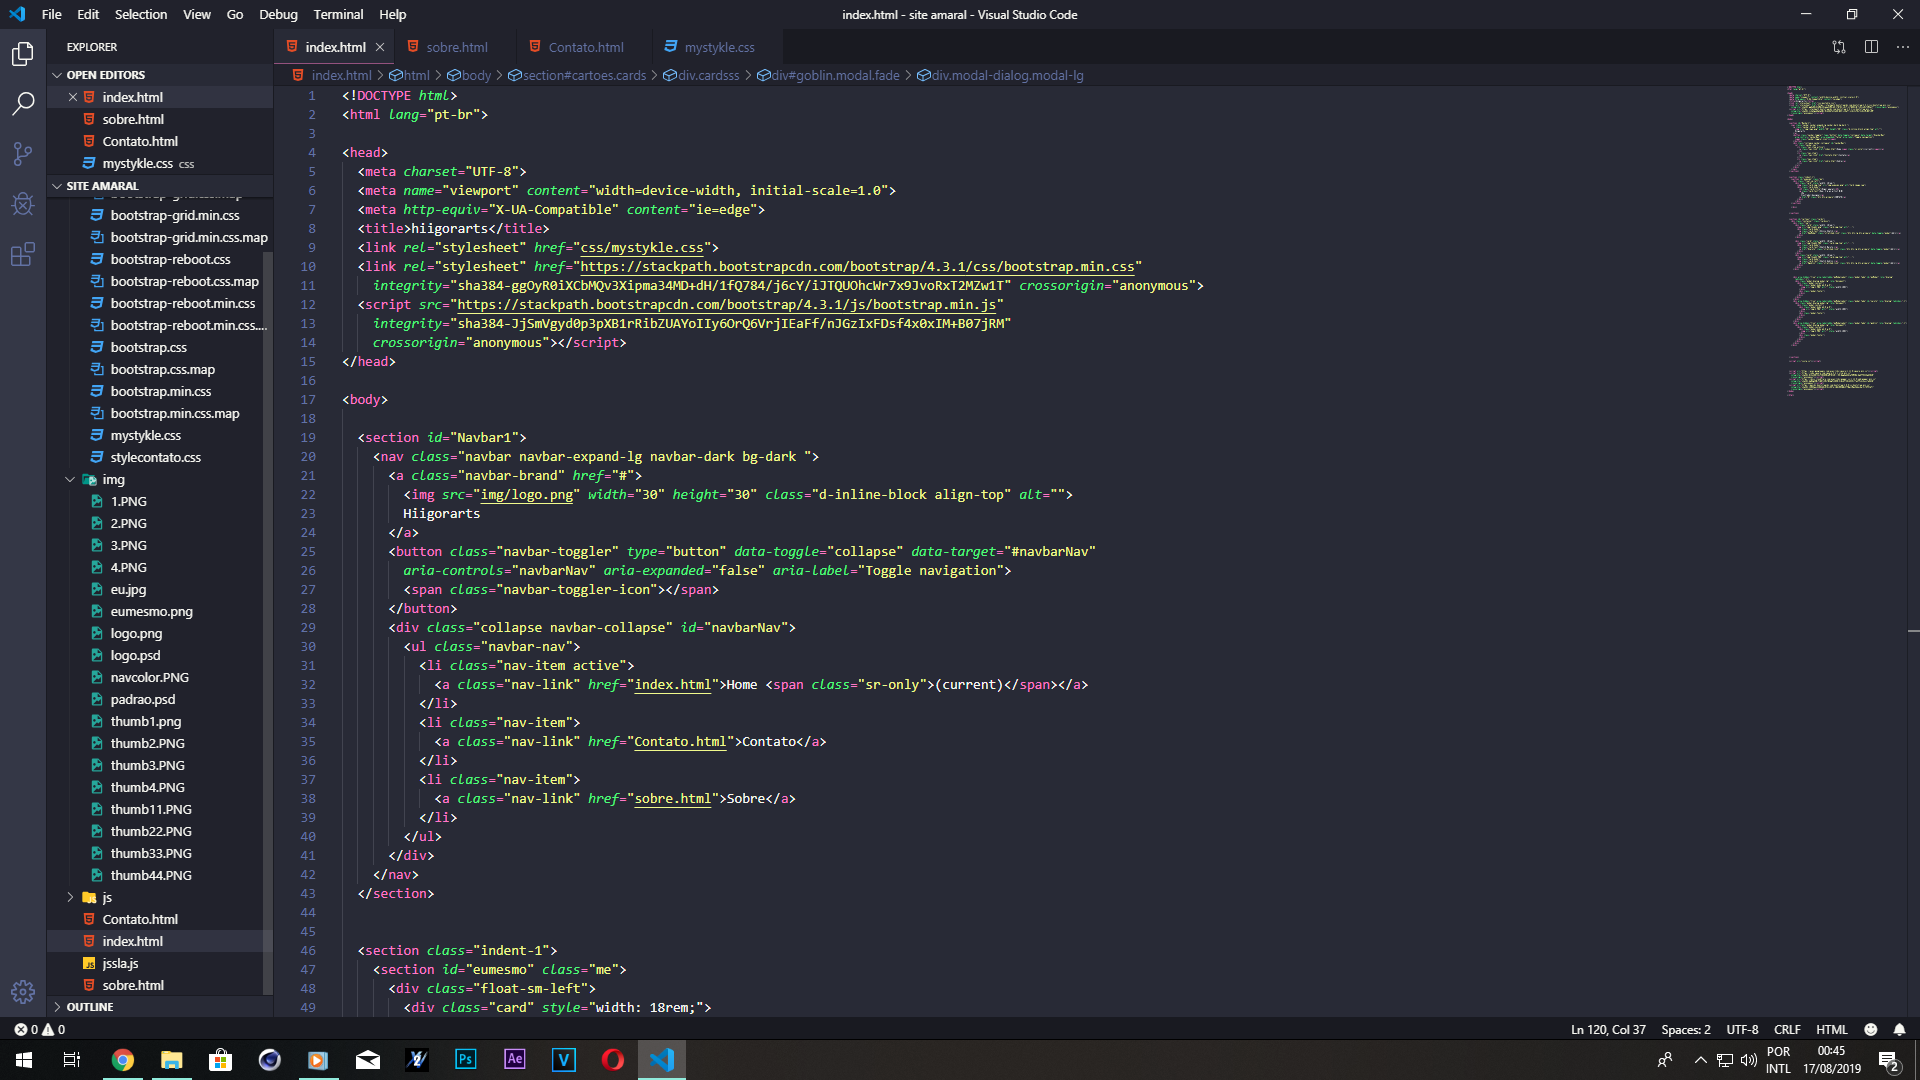 File Edit Selection View Go Debug Terminal Help
index.html - site amaral - Visual Studio Code
EXPLORER
OPEN EDITORS
index.html
sobre.html
Contato.html
mystykle.css css
SITE AMARAL
bootstrap-grid.min.css
bootstrap-grid.min.css.map
bootstrap-reboot.css
bootstrap-reboot.css.map
bootstrap-reboot.min.css
bootstrap-reboot.min.css....
bootstrap.css
bootstrap.css.map
bootstrap.min.css
bootstrap.min.css.map
mystykle.css
stylecontato.css
img
1.PNG
2.PNG
3.PNG
4.PNG
eu.jpg
eumesmo.png
logo.png
logo.psd
navcolor.PNG
padrao.psd
thumb1.png
thumb2.PNG
thumb3.PNG
thumb4.PNG
thumb11.PNG
thumb22.PNG
thumb33.PNG
thumb44.PNG
js
Contato.html
index.html
jssla.js
sobre.html
OUTLINE
index.html sobre.html Contato.html mystykle.css
index.html > html > body > section#cartoes.cards > div.cardsss > div#goblin.modal.fade > div.modal-dialog.modal-lg
1 <!DOCTYPE html>
2 <html lang="pt-br">
3
4 <head>
5 <meta charset="UTF-8">
6 <meta name="viewport" content="width=device-width, initial-scale=1.0">
7 <meta http-equiv="X-UA-Compatible" content="ie=edge">
8 <title>hiigorarts</title>
9 <link rel="stylesheet" href="css/mystykle.css">
10 <link rel="stylesheet" href="https://stackpath.bootstrapcdn.com/bootstrap/4.3.1/css/bootstrap.min.css"
11 integrity="sha384-ggOyR0iXCbMQv3Xipma34MD+dH/1fQ784/j6cY/iJTQUOhcWr7x9JvoRxT2MZw1T" crossorigin="anonymous">
12 <script src="https://stackpath.bootstrapcdn.com/bootstrap/4.3.1/js/bootstrap.min.js"
13 integrity="sha384-JjSmVgyd0p3pXB1rRibZUAYoIIy6OrQ6VrjIEaFf/nJGzIxFDsf4x0xIM+B07jRM"
14 crossorigin="anonymous"></script>
15 </head>
16
17 <body>
18
19 <section id="Navbar1">
20 <nav class="navbar navbar-expand-lg navbar-dark bg-dark ">
21 <a class="navbar-brand" href="#">
22 <img src="img/logo.png" width="30" height="30" class="d-inline-block align-top" alt="">
23 Hiigorarts
24 </a>
25 <button class="navbar-toggler" type="button" data-toggle="collapse" data-target="#navbarNav"
26 aria-controls="navbarNav" aria-expanded="false" aria-label="Toggle navigation">
27 <span class="navbar-toggler-icon"></span>
28 </button>
29 <div class="collapse navbar-collapse" id="navbarNav">
30 <ul class="navbar-nav">
31 <li class="nav-item active">
32 <a class="nav-link" href="index.html">Home <span class="sr-only">(current)</span></a>
33 </li>
34 <li class="nav-item">
35 <a class="nav-link" href="Contato.html">Contato</a>
36 </li>
37 <li class="nav-item">
38 <a class="nav-link" href="sobre.html">Sobre</a>
39 </li>
40 </ul>
41 </div>
42 </nav>
43 </section>
44
45
46 <section class="indent-1">
47 <section id="eumesmo" class="me">
48 <div class="float-sm-left">
49 <div class="card" style="width: 18rem;">
0 0
Ln 120, Col 37 Spaces: 2 UTF-8 CRLF HTML
Ps Ae V
POR
INTL
00:45
17/08/2019
2